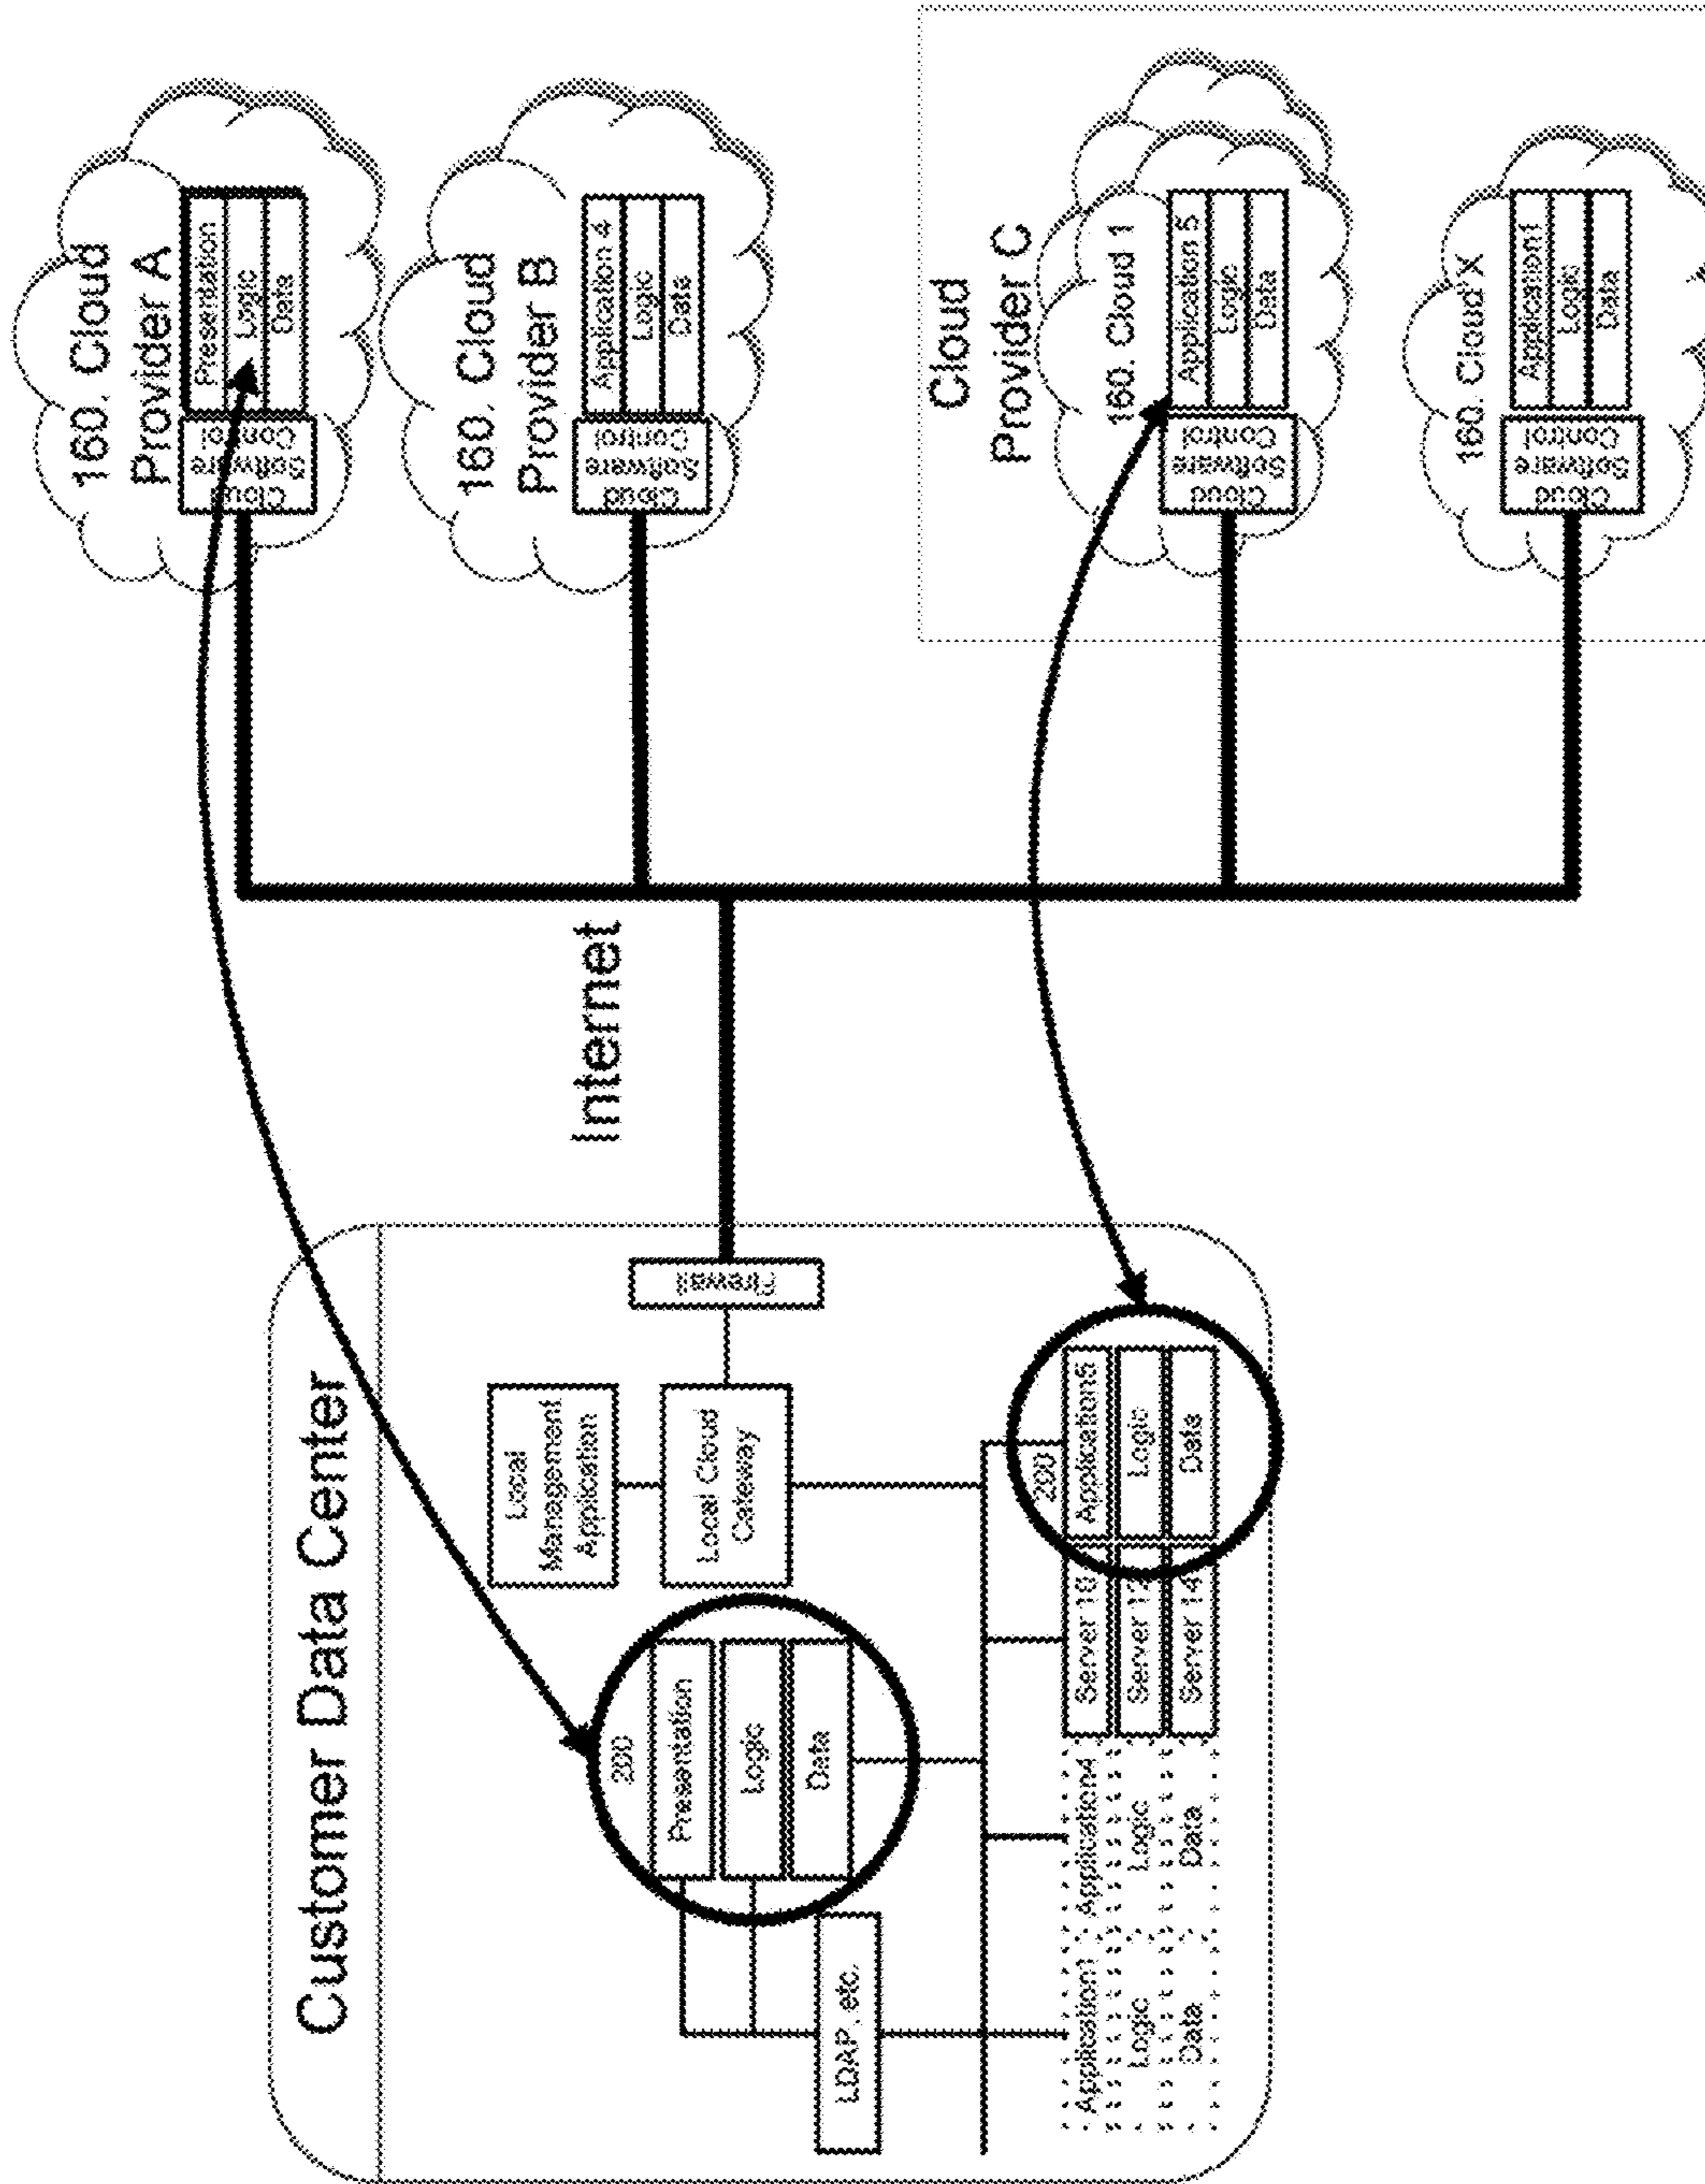 Customer Data Center
200
Presentation
Logic
Data
LDAP, etc.
Local
Management
Application
Local Cloud
Gateway
Firewall
Application1
Logic
Data
Application4
Logic
Data
Server 10
Server 12
Server 14
200
Application5
Logic
Data
Internet
160. Cloud
Provider A
Cloud
Software
Control
Presentation
Logic
Data
160. Cloud
Provider B
Cloud
Software
Control
Application 4
Logic
Data
Cloud
Provider C
160. Cloud 1
Cloud
Software
Control
Application 5
Logic
Data
160. Cloud X
Cloud
Software
Control
Application1
Logic
Data